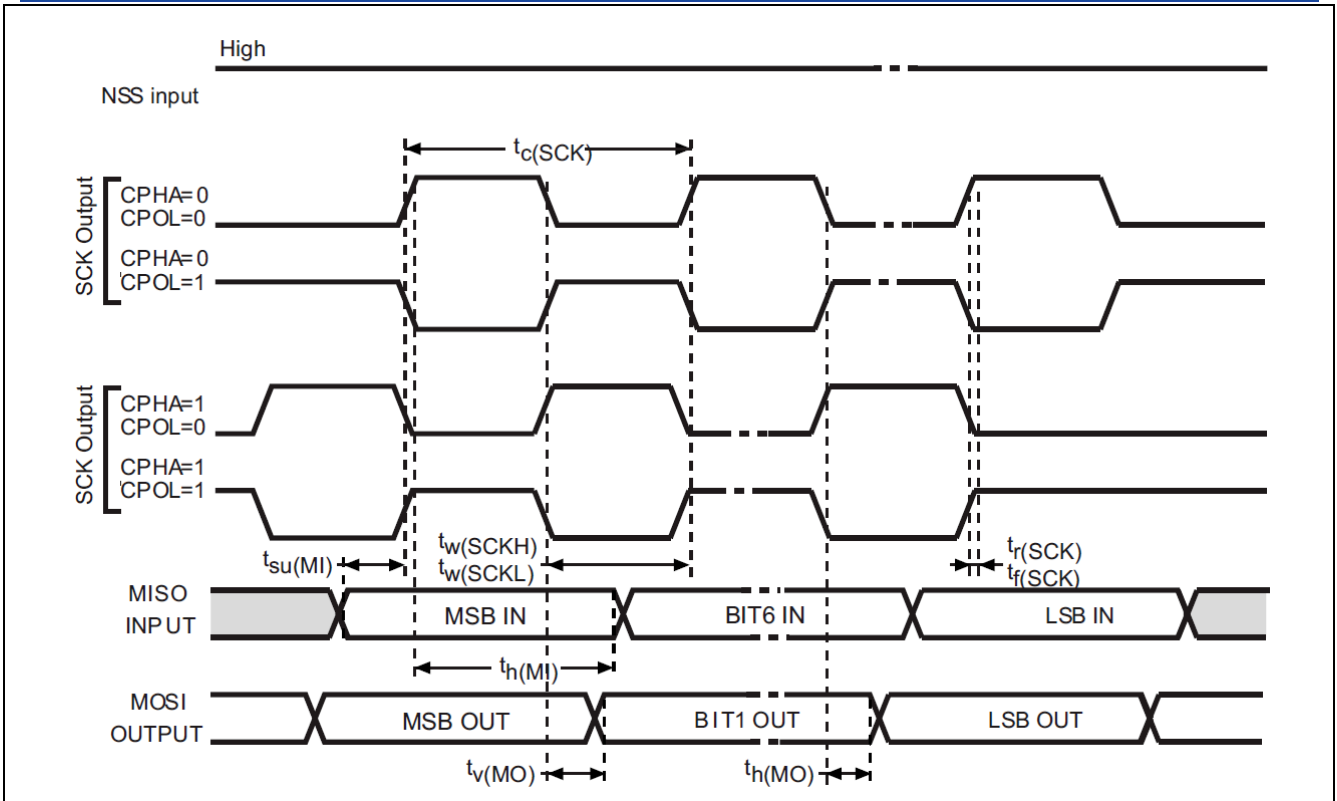 High
NSS input
tc(SCK)
SCK Output
CPHA=0
CPOL=0
CPHA=0
CPOL=1
SCK Output
CPHA=1
CPOL=0
CPHA=1
CPOL=1
tsu(MI)
tw(SCKH)
tw(SCKL)
tr(SCK)
tf(SCK)
MISO
INPUT
MSB IN
BIT6 IN
LSB IN
th(MI)
MOSI
OUTPUT
MSB OUT
BIT1 OUT
LSB OUT
tv(MO)
th(MO)